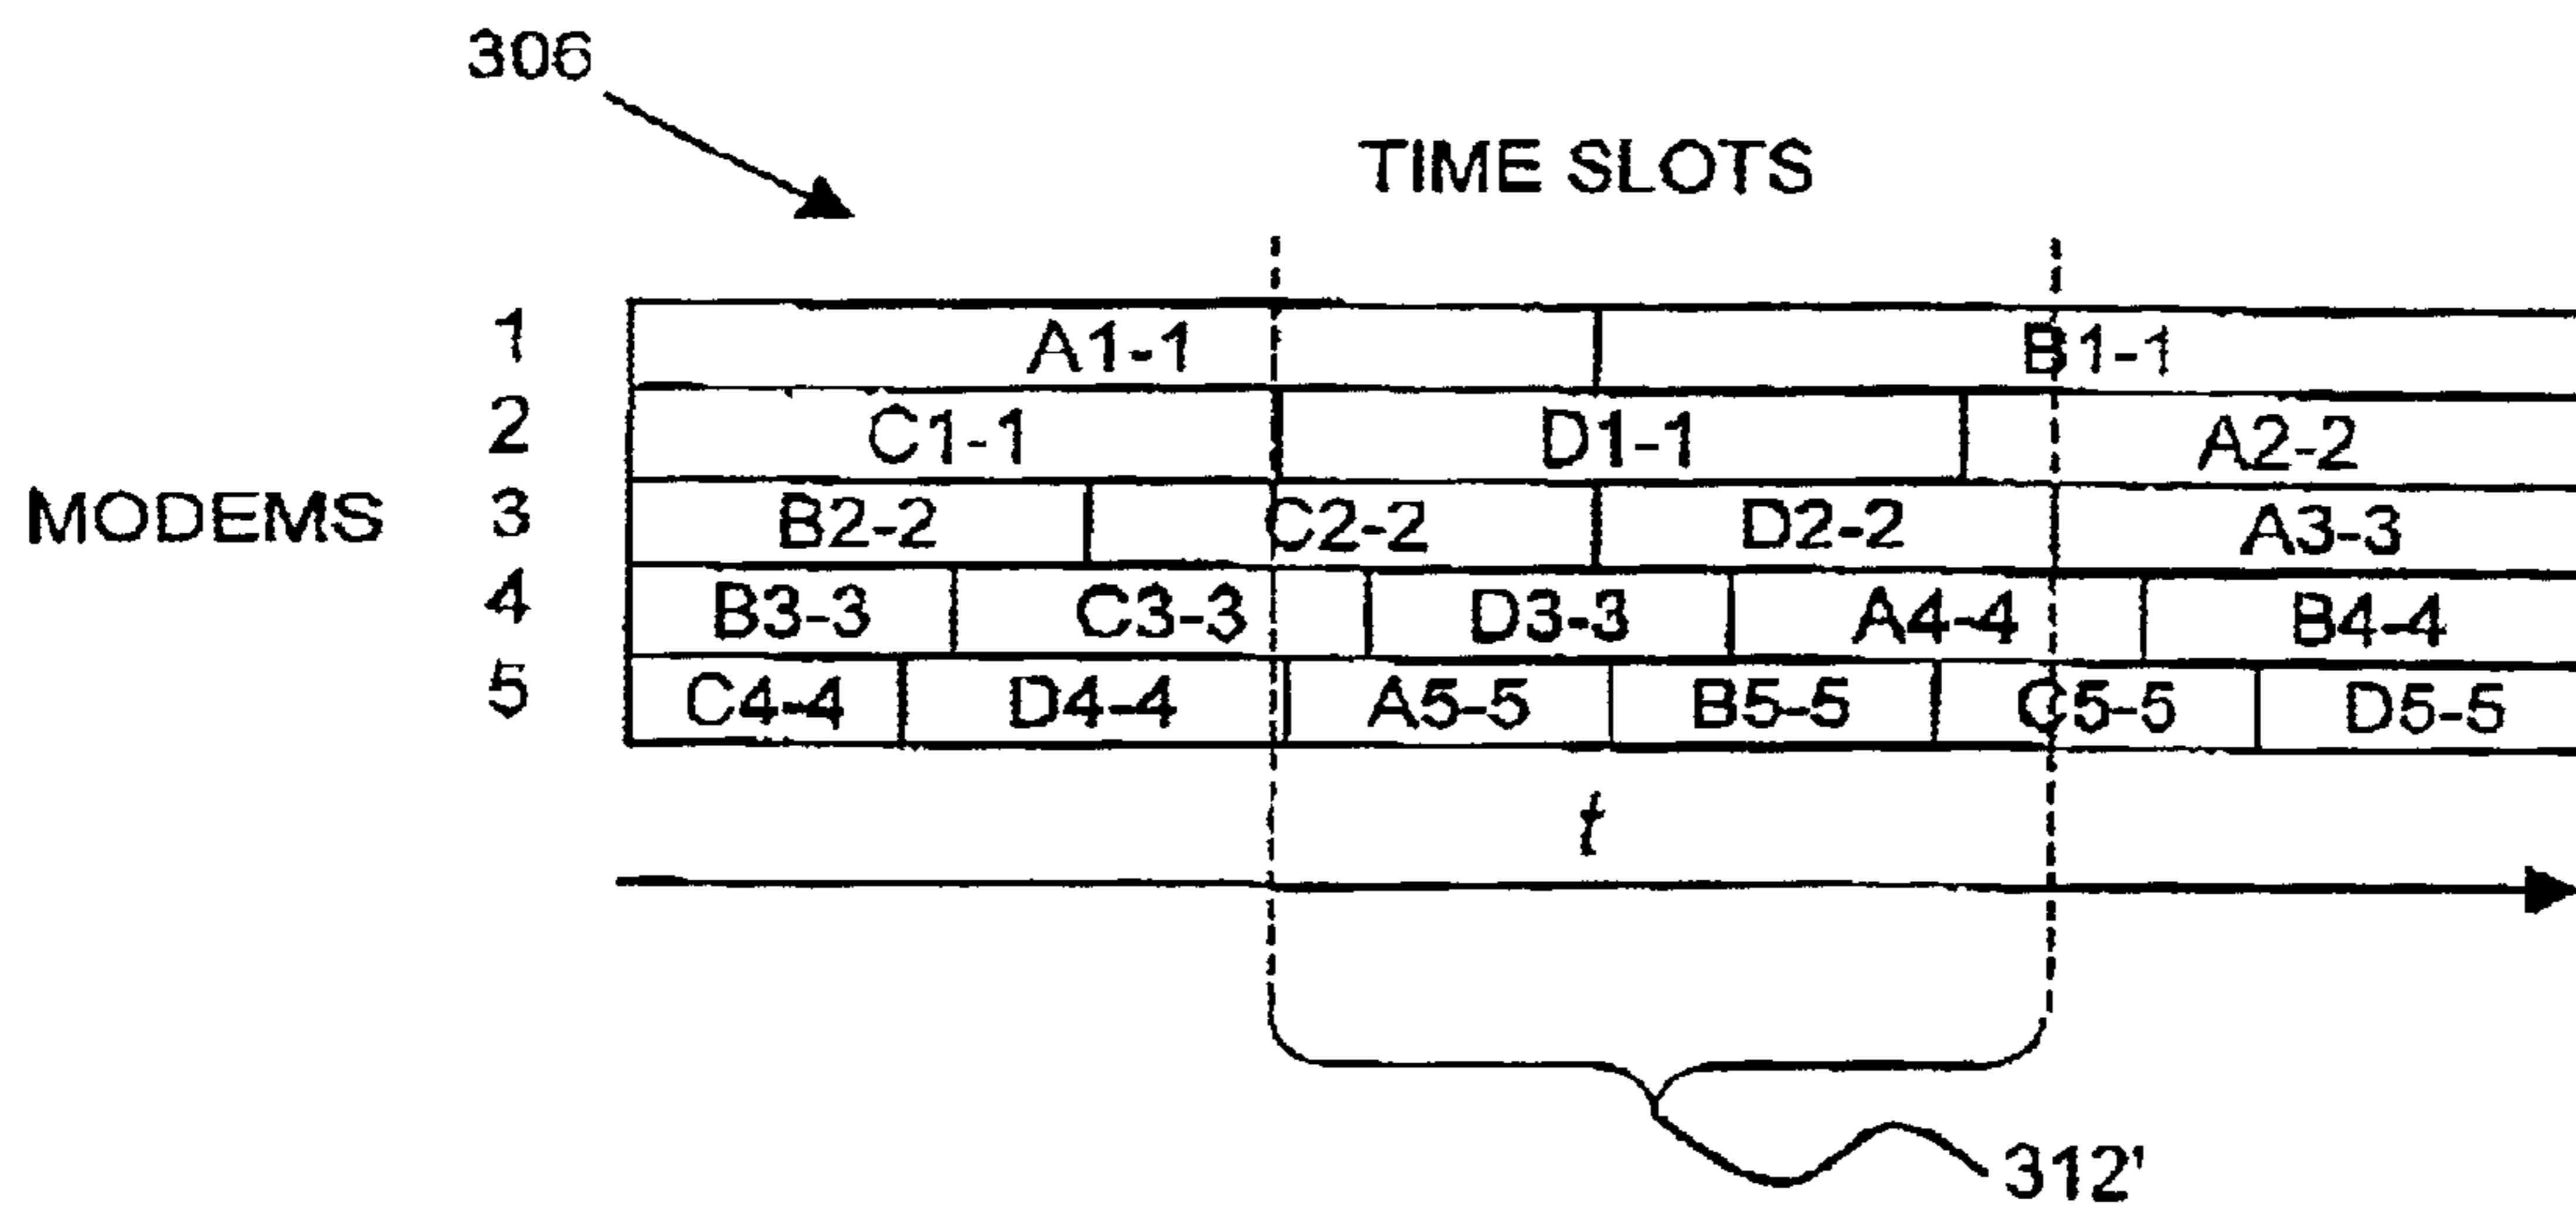 306
TIME SLOTS
1 A1-1 B1-1
2 C1-1 D1-1 A2-2
MODEMS 3 B2-2 C2-2 D2-2 A3-3
4 B3-3 C3-3 D3-3 A4-4 B4-4
5 C4-4 D4-4 A5-5 B5-5 C5-5 D5-5
t
312'